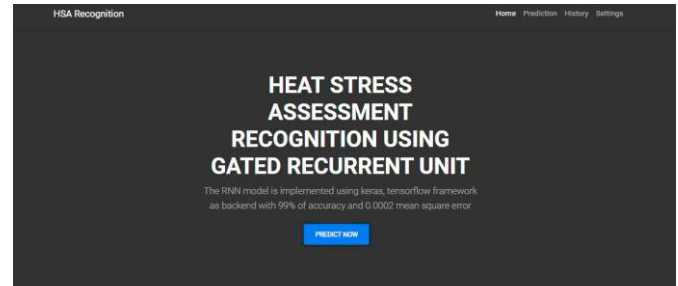 HSA Recognition
Home Prediction History Settings
HEAT STRESS
ASSESSMENT
RECOGNITION USING
GATED RECURRENT UNIT
The RNN model is implemented using keras, tensorflow framework
as backend with 99% of accuracy and 0.0002 mean square error
PREDICT NOW